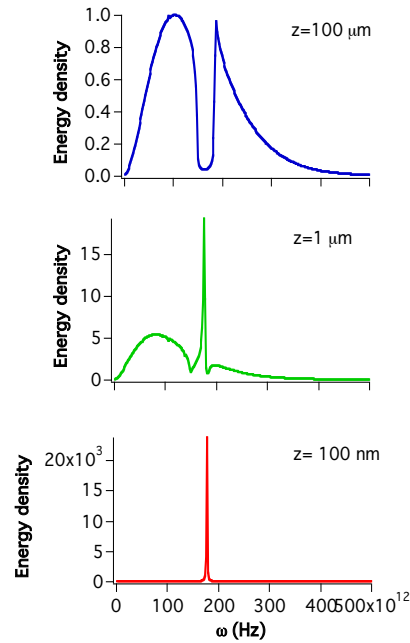 1.0
z=100 μm
0.8
0.6
0.4
0.2
0.0
Energy density
15
z=1 μm
10
5
0
Energy density
20x10³
z= 100 nm
15
10
5
0
Energy density
0 100 200 300 400 500x10¹²
ω (Hz)